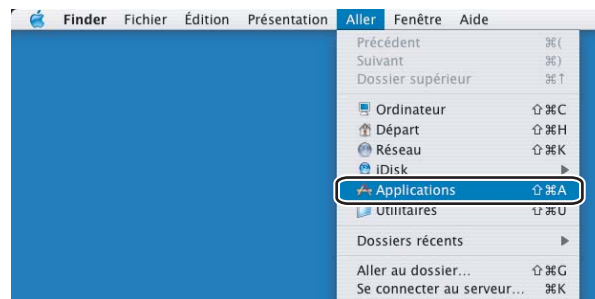 Finder Fichier Édition Présentation Aller Fenêtre Aide
Précédent ⌘(
Suivant ⌘)
Dossier supérieur ⌘↑
Ordinateur ⇧⌘C
Départ ⇧⌘H
Réseau ⇧⌘K
iDisk ▶
Applications ⇧⌘A
Utilitaires ⇧⌘U
Dossiers récents ▶
Aller au dossier... ⇧⌘G
Se connecter au serveur... ⌘K